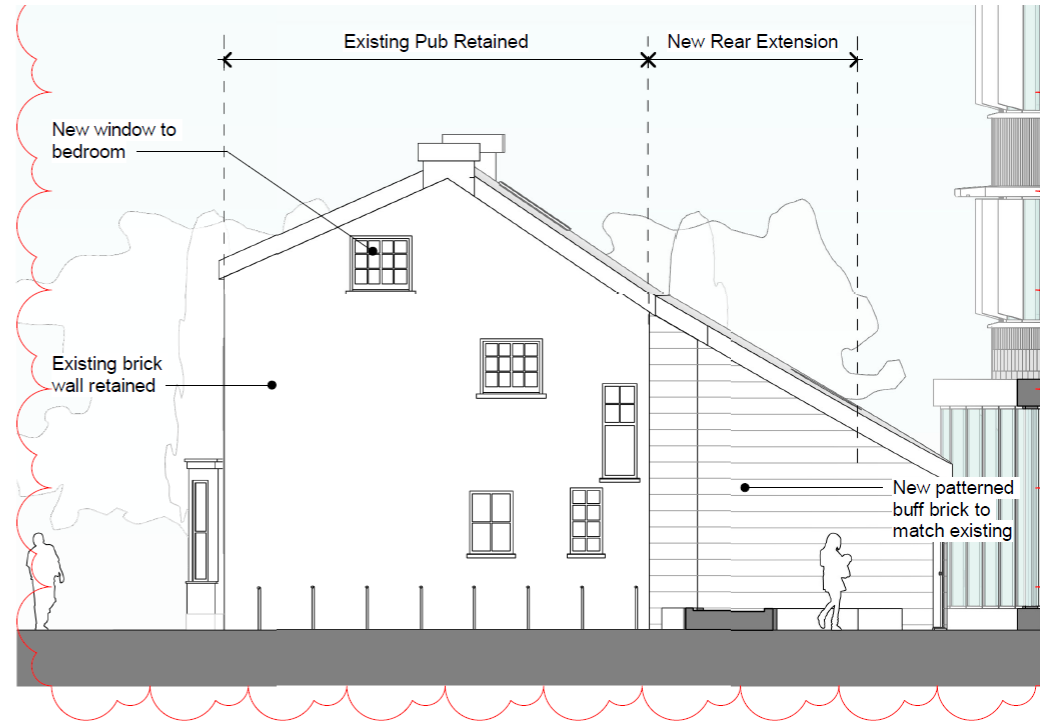 Existing Pub Retained
New Rear Extension
New window to
bedroom
Existing brick
wall retained
New patterned
buff brick to
match existing